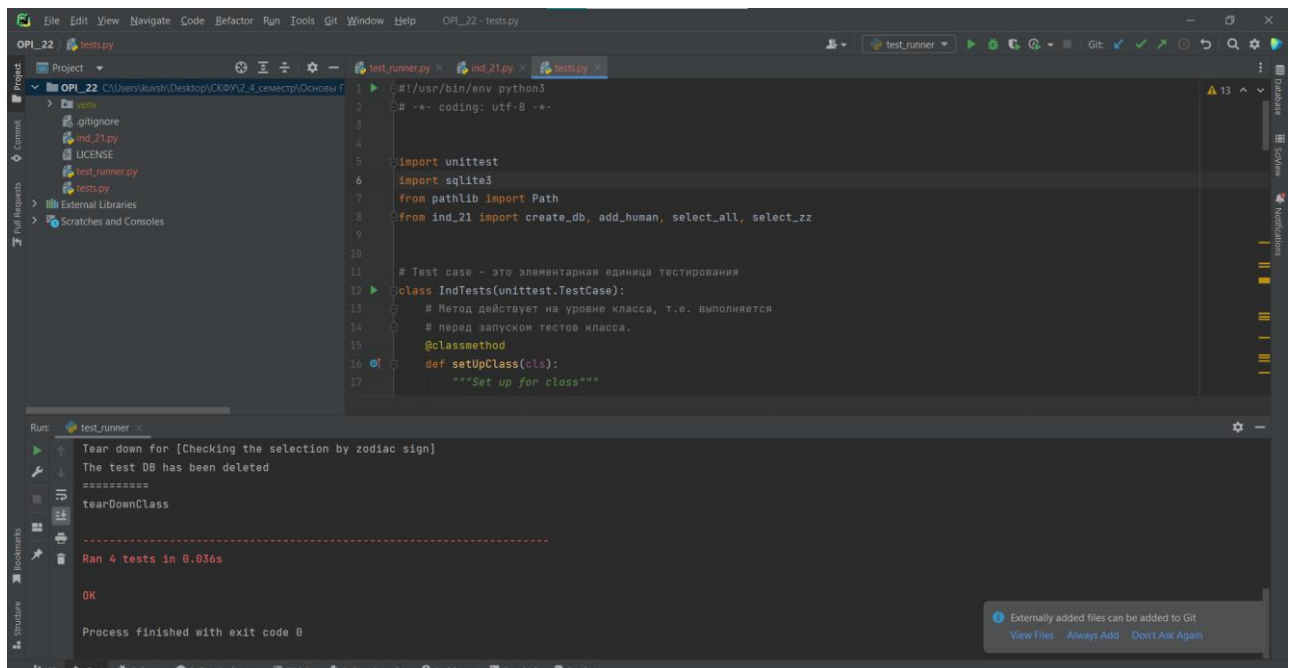 File Edit View Navigate Code Refactor Run Tools Git Window Help OPI_22 - tests.py
OPI_22 tests.py
test_runner
Git:
Project
test_runner.py
ind_21.py
tests.py
OPI_22 C:\Users\kuvsh\Desktop\СКФУ\2_4_семестр\Основы П
venv
.gitignore
ind_21.py
LICENSE
test_runner.py
tests.py
External Libraries
Scratches and Consoles
Project
Commit
Pull Requests
Bookmarks
Structure
1 #!/usr/bin/env python3
2 # -*- coding: utf-8 -*-
3
4
5 import unittest
6 import sqlite3
7 from pathlib import Path
8 from ind_21 import create_db, add_human, select_all, select_zz
9
10
11 # Test case – это элементарная единица тестирования
12 class IndTests(unittest.TestCase):
13 # Метод действует на уровне класса, т.е. выполняется
14 # перед запуском тестов класса.
15 @classmethod
16 def setUpClass(cls):
17 """Set up for class"""
13
Database
SciView
Notifications
Run: test_runner
Tear down for [Checking the selection by zodiac sign]
The test DB has been deleted
==========
tearDownClass
----------------------------------------------------------------------
Ran 4 tests in 0.036s
OK
Process finished with exit code 0
Externally added files can be added to Git
View Files Always Add Don't Ask Again